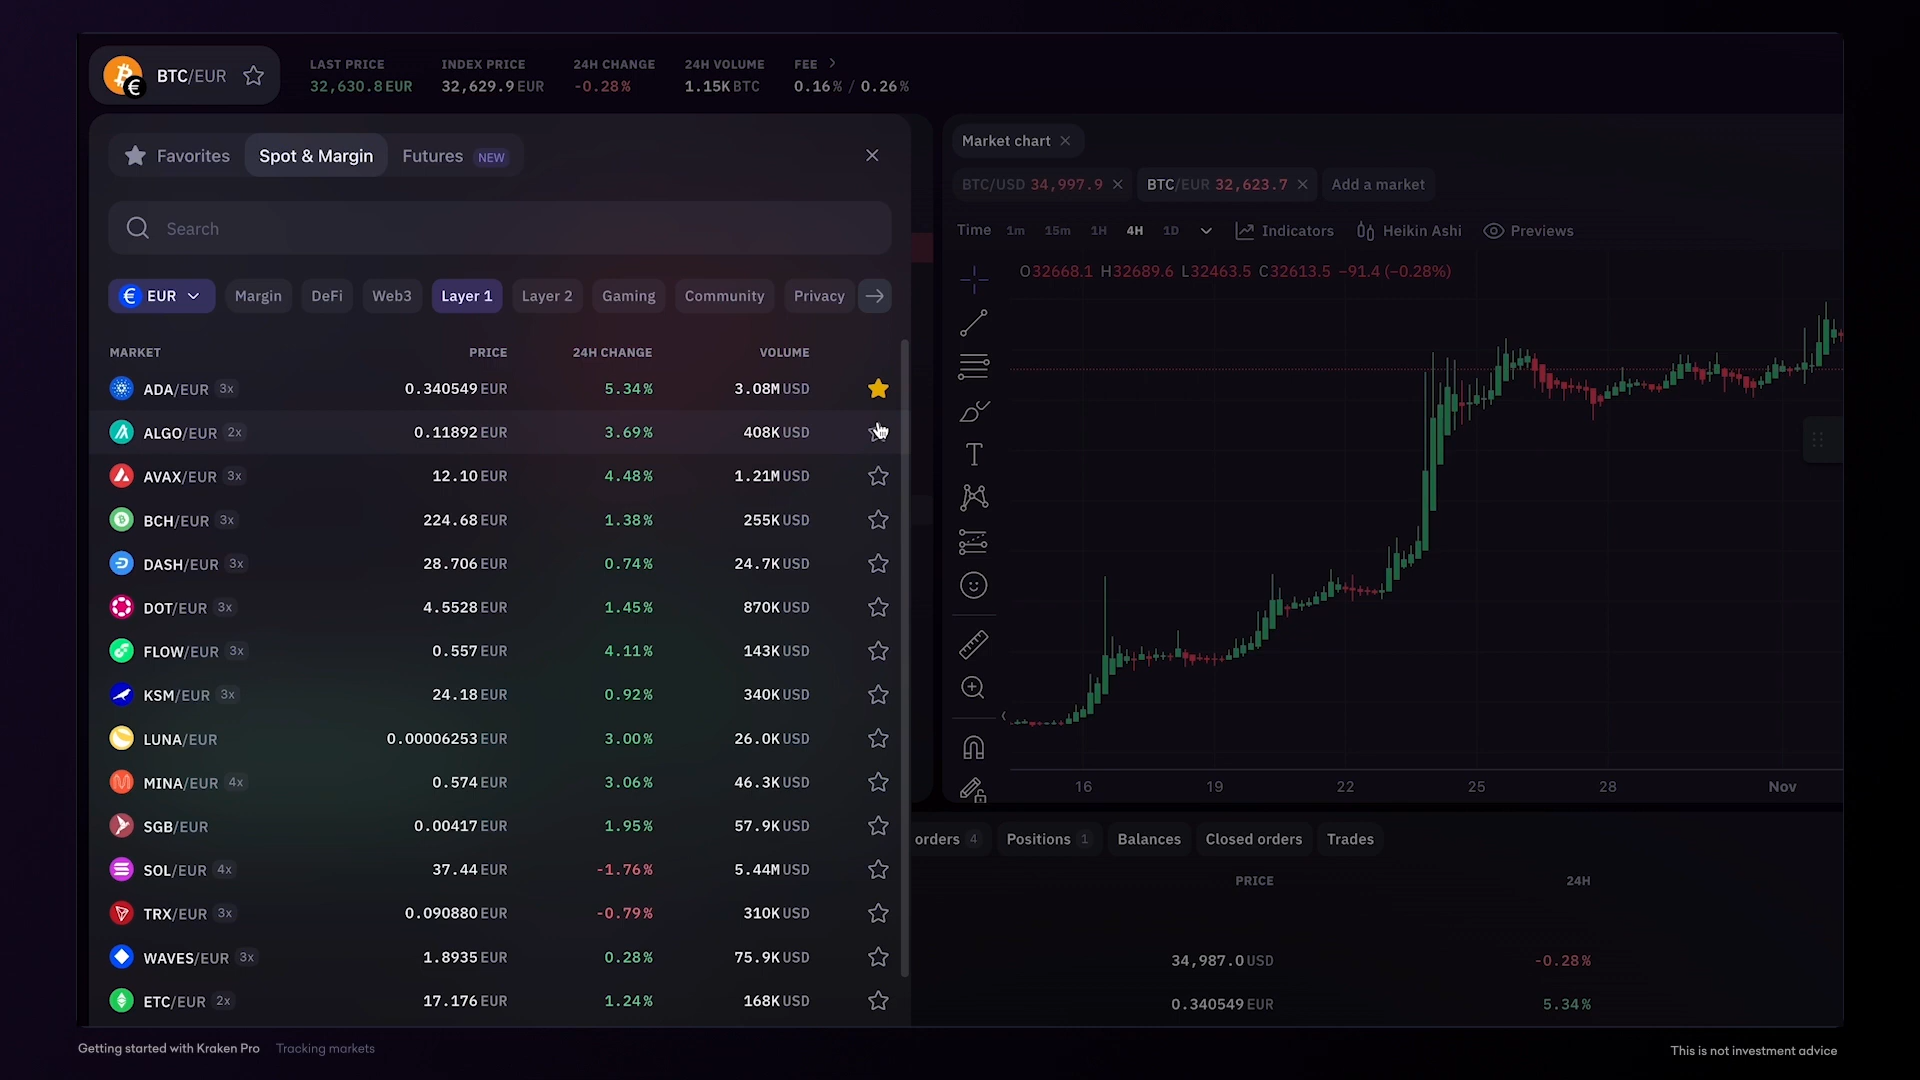 BTC/EUR
LAST PRICE INDEX PRICE 24H CHANGE 24H VOLUME FEE
32,630.8 EUR 32,629.9 EUR -0.28% 1.15K BTC 0.16% / 0.26%
Favorites Spot & Margin Futures NEW
Search
EUR Margin DeFi Web3 Layer 1 Layer 2 Gaming Community Privacy
MARKET PRICE 24H CHANGE VOLUME
ADA/EUR 3x 0.340549 EUR 5.34% 3.08M USD
ALGO/EUR 2x 0.11892 EUR 3.69% 408K USD
AVAX/EUR 3x 12.10 EUR 4.48% 1.21M USD
BCH/EUR 3x 224.68 EUR 1.38% 255K USD
DASH/EUR 3x 28.706 EUR 0.74% 24.7K USD
DOT/EUR 3x 4.5528 EUR 1.45% 870K USD
FLOW/EUR 3x 0.557 EUR 4.11% 143K USD
KSM/EUR 3x 24.18 EUR 0.92% 340K USD
LUNA/EUR 0.00006253 EUR 3.00% 26.0K USD
MINA/EUR 4x 0.574 EUR 3.06% 46.3K USD
SGB/EUR 0.00417 EUR 1.95% 57.9K USD
SOL/EUR 4x 37.44 EUR -1.76% 5.44M USD
TRX/EUR 3x 0.090880 EUR -0.79% 310K USD
WAVES/EUR 3x 1.8935 EUR 0.28% 75.9K USD
ETC/EUR 2x 17.176 EUR 1.24% 168K USD
Market chart
BTC/USD 34,997.9 BTC/EUR 32,623.7 Add a market
Time 1m 15m 1H 4H 1D Indicators Heikin Ashi Previews
O32668.1 H32689.6 L32463.5 C32613.5 −91.4 (−0.28%)
16 19 22 25 28 Nov
orders 4 Positions 1 Balances Closed orders Trades
PRICE 24H
34,987.0 USD -0.28%
0.340549 EUR 5.34%
Getting started with Kraken Pro Tracking markets
This is not investment advice